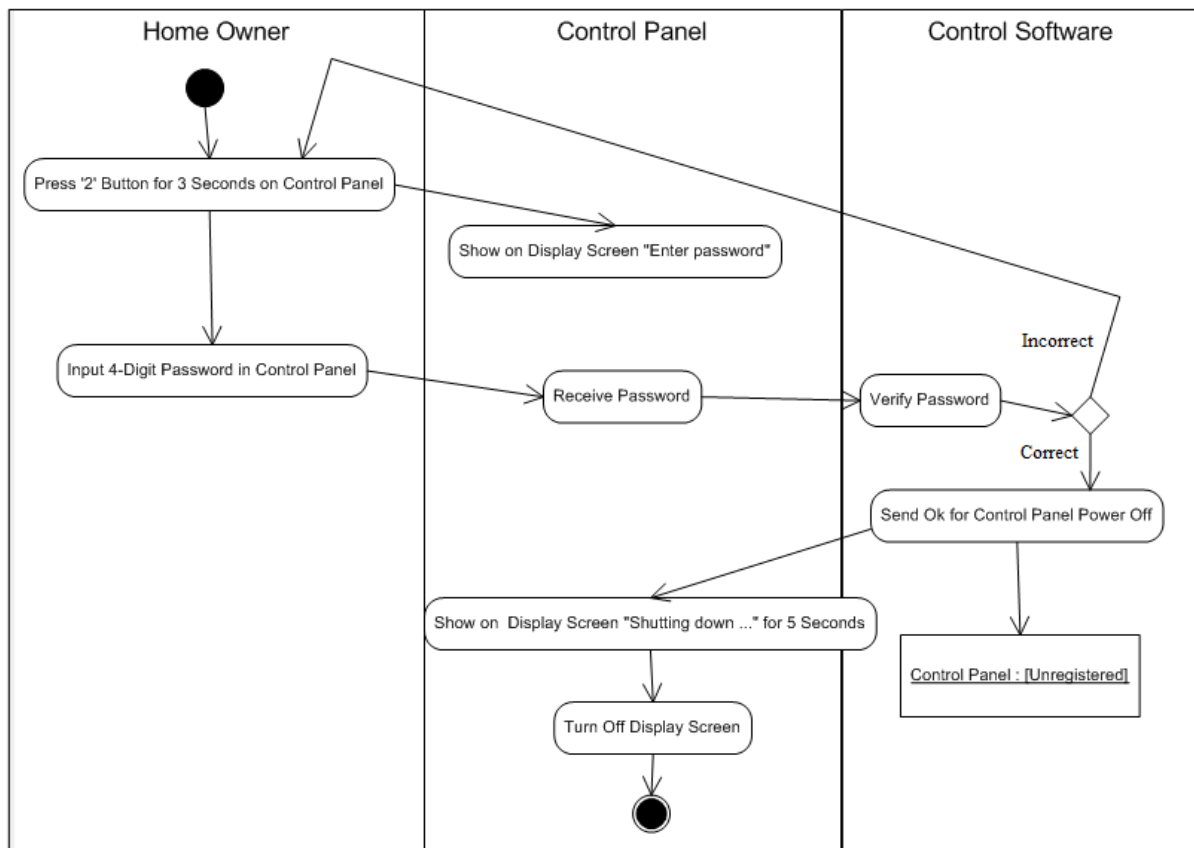 Home Owner
Control Panel
Control Software
Press '2' Button for 3 Seconds on Control Panel
Show on Display Screen "Enter password"
Incorrect
Input 4-Digit Password in Control Panel
Receive Password
Verify Password
Correct
Send Ok for Control Panel Power Off
Show on Display Screen "Shutting down ..." for 5 Seconds
Control Panel : [Unregistered]
Turn Off Display Screen